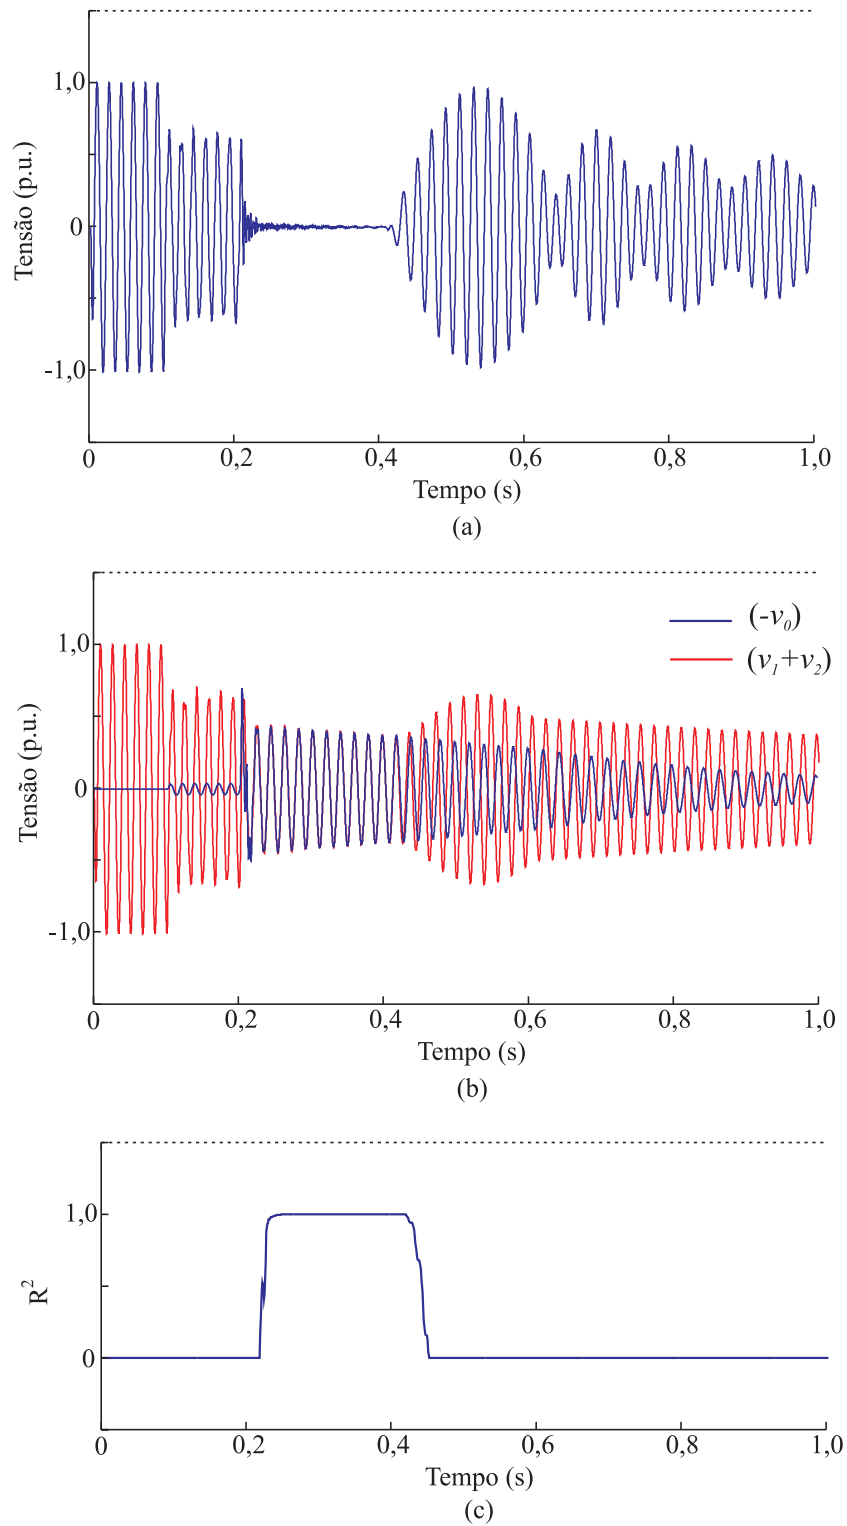 1,0
0
-1,0
Tensão (p.u.)
0
0,2
0,4
0,6
0,8
1,0
Tempo (s)
(a)
(-v₀)
(v₁+v₂)
1,0
0
-1,0
Tensão (p.u.)
0
0,2
0,4
0,6
0,8
1,0
Tempo (s)
(b)
1,0
0
R²
0
0,2
0,4
0,6
0,8
1,0
Tempo (s)
(c)